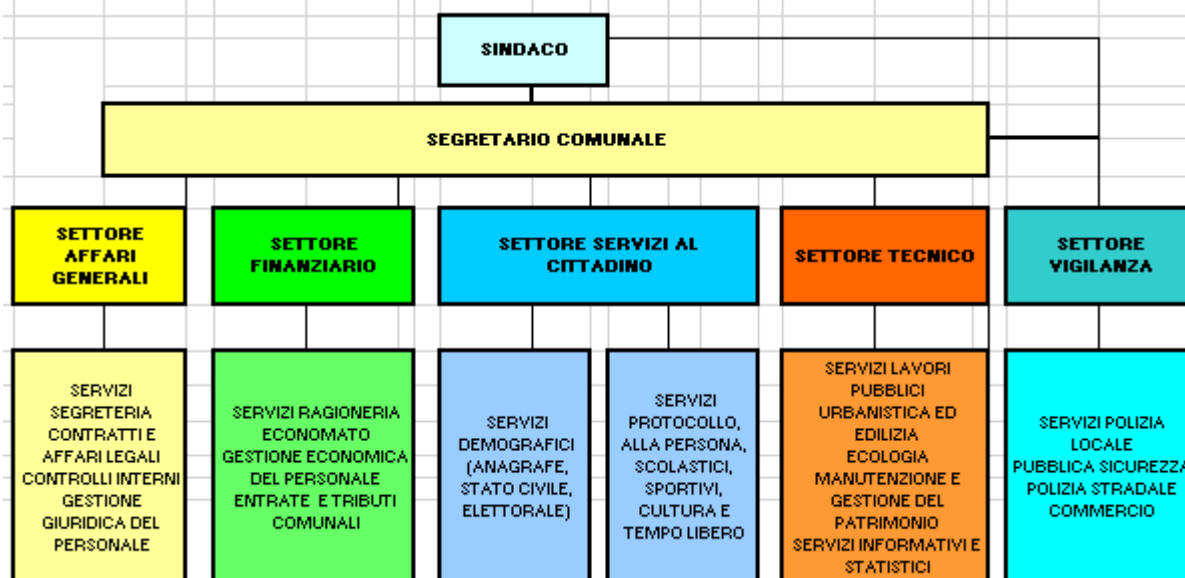 SINDACO
SEGRETARIO COMUNALE
SETTORE
AFFARI
GENERALI
SETTORE
FINANZIARIO
SETTORE SERVIZI AL
CITTADINO
SETTORE TECNICO
SETTORE
VIGILANZA
SERVIZI
SEGRETERIA
CONTRATTI E
AFFARI LEGALI
CONTROLLI INTERNI
GESTIONE
GIURIDICA DEL
PERSONALE
SERVIZI RAGIONERIA
ECONOMATO
GESTIONE ECONOMICA
DEL PERSONALE
ENTRATE E TRIBUTI
COMUNALI
SERVIZI
DEMOGRAFICI
(ANAGRAFE,
STATO CIVILE,
ELETTORALE)
SERVIZI
PROTOCOLLO,
ALLA PERSONA,
SCOLASTICI,
SPORTIVI,
CULTURA E
TEMPO LIBERO
SERVIZI LAVORI
PUBBLICI
URBANISTICA ED
EDILIZIA
ECOLOGIA
MANUTENZIONE E
GESTIONE DEL
PATRIMONIO
SERVIZI INFORMATIVI E
STATISTICI
SERVIZI POLIZIA
LOCALE
PUBBLICA SICUREZZA
POLIZIA STRADALE
COMMERCIO